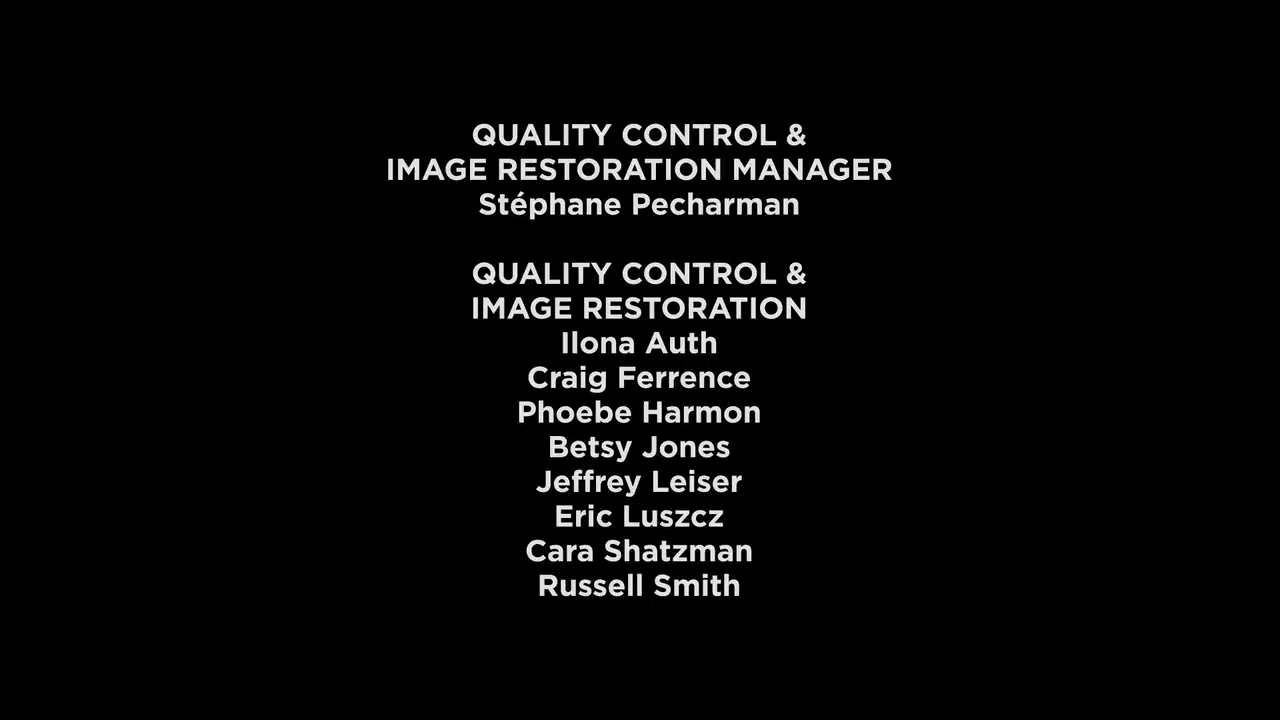 QUALITY CONTROL &
IMAGE RESTORATION MANAGER
Stéphane Pecharman
QUALITY CONTROL &
IMAGE RESTORATION
Ilona Auth
Craig Ferrence
Phoebe Harmon
Betsy Jones
Jeffrey Leiser
Eric Luszcz
Cara Shatzman
Russell Smith